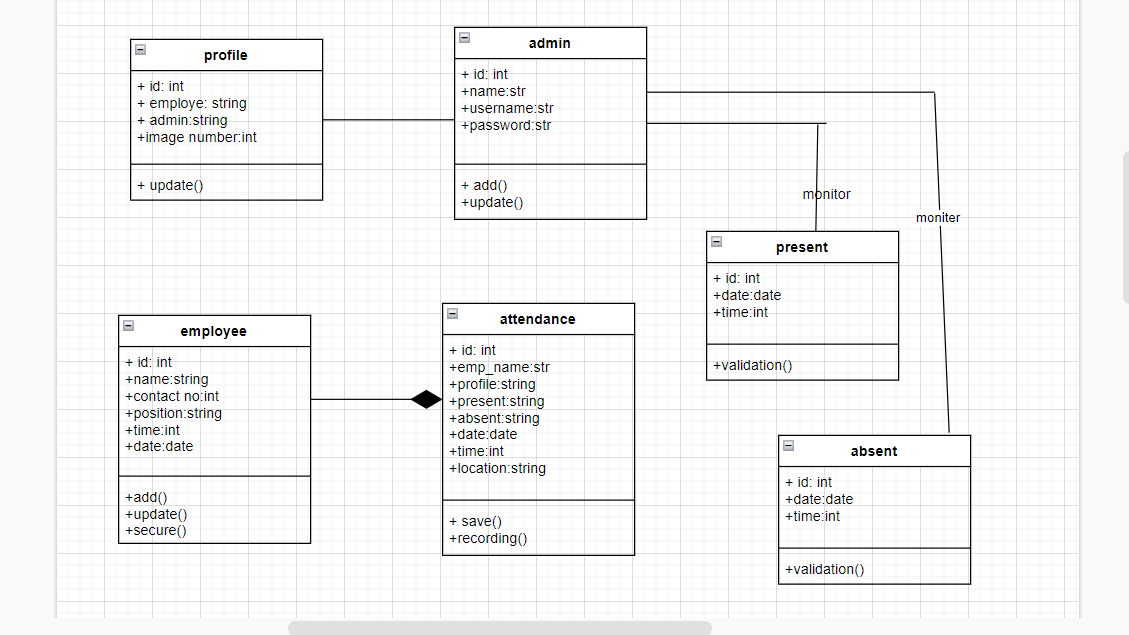 profile
+ id: int
+ employe: string
+ admin:string
+image number:int
+ update()
admin
+ id: int
+name:str
+username:str
+password:str
+ add()
+update()
monitor
moniter
present
+ id: int
+date:date
+time:int
+validation()
employee
+ id: int
+name:string
+contact no:int
+position:string
+time:int
+date:date
+add()
+update()
+secure()
attendance
+ id: int
+emp_name:str
+profile:string
+present:string
+absent:string
+date:date
+time:int
+location:string
+ save()
+recording()
absent
+ id: int
+date:date
+time:int
+validation()